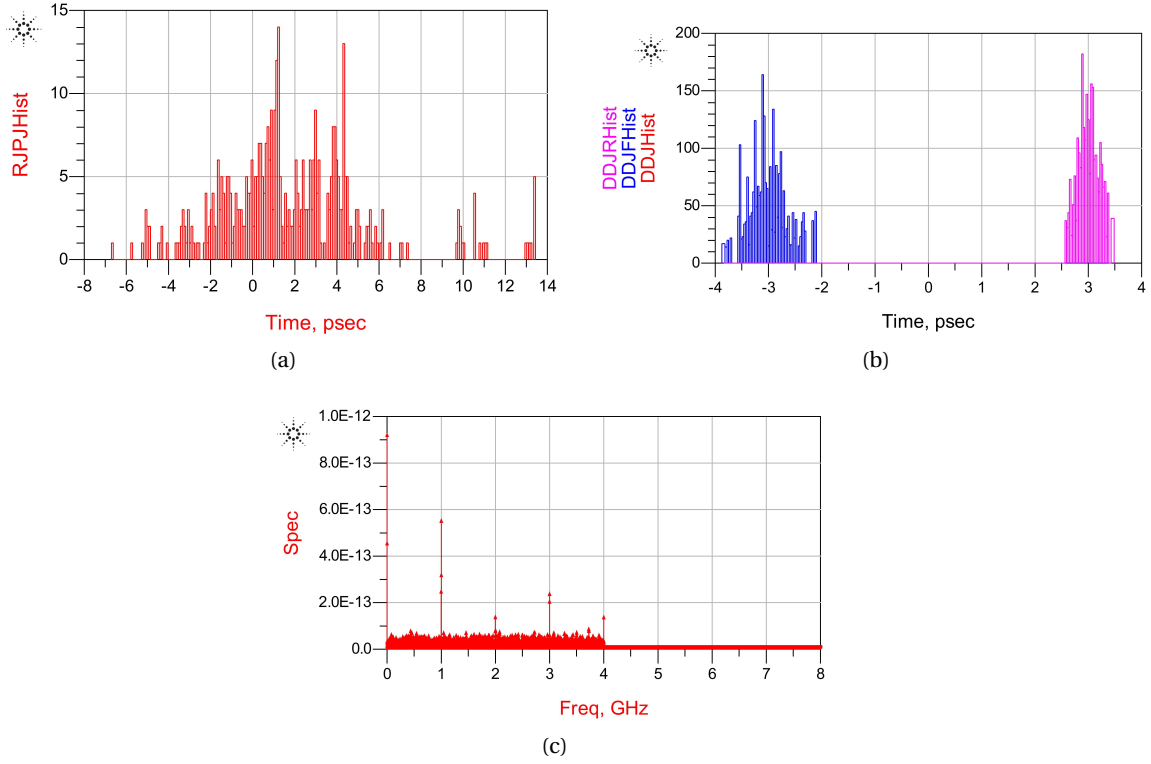 15
10
5
0
RJPJHist
-8 -6 -4 -2 0 2 4 6 8 10 12 14
Time, psec
(a)
200
150
100
50
0
DDJRHist
DDJFHist
DDJHist
-4 -3 -2 -1 0 1 2 3 4
Time, psec
(b)
1.0E-12
8.0E-13
6.0E-13
4.0E-13
2.0E-13
0.0
Spec
0 1 2 3 4 5 6 7 8
Freq, GHz
(c)